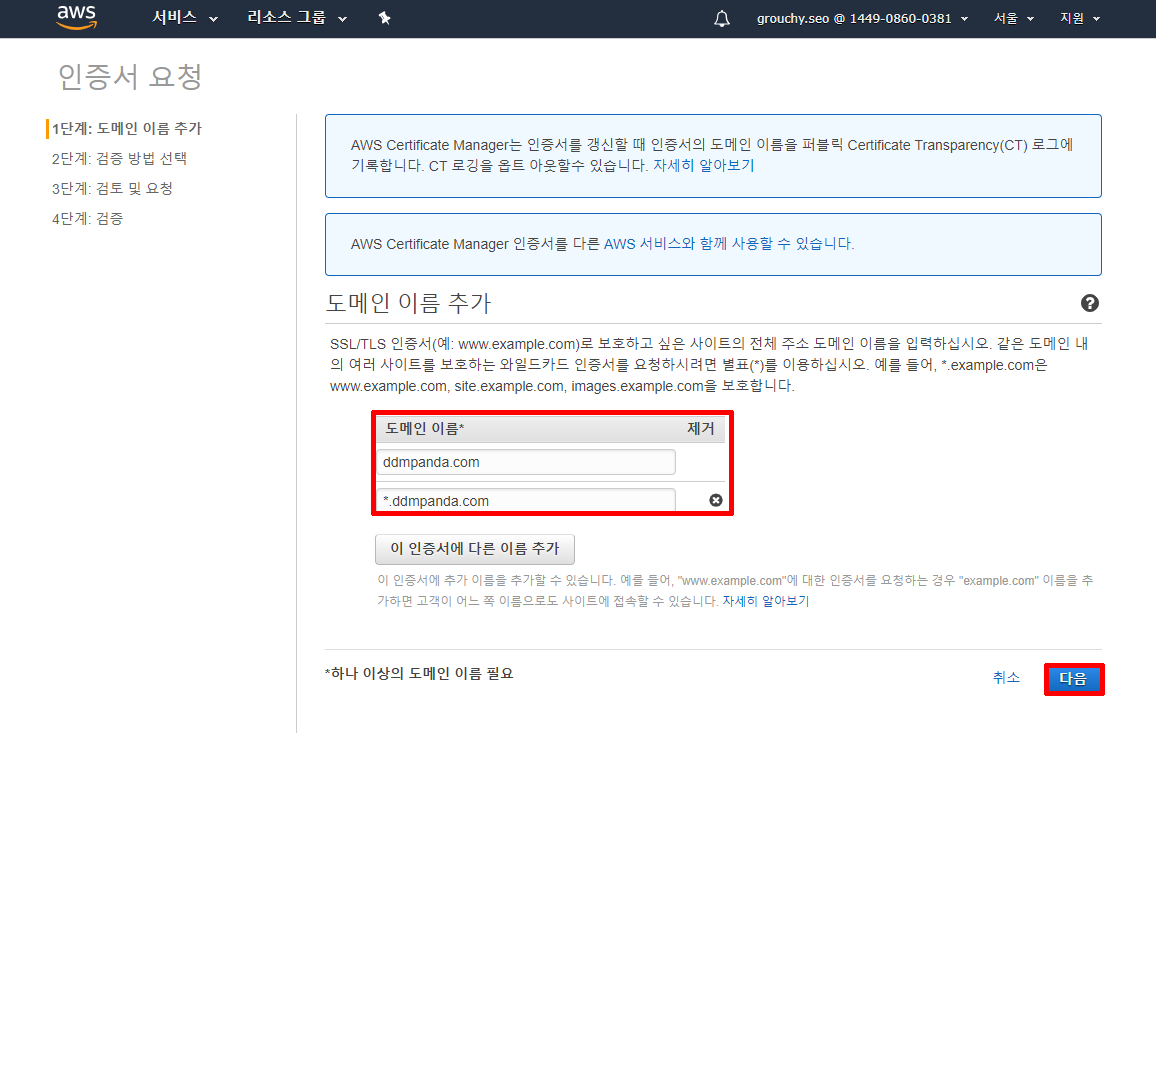 aws 서비스 리소스 그룹 grouchy.seo @ 1449-0860-0381 서울 지원
인증서 요청
1단계: 도메인 이름 추가
2단계: 검증 방법 선택
3단계: 검토 및 요청
4단계: 검증
AWS Certificate Manager는 인증서를 갱신할 때 인증서의 도메인 이름을 퍼블릭 Certificate Transparency(CT) 로그에
기록합니다. CT 로깅을 옵트 아웃할수 있습니다. 자세히 알아보기
AWS Certificate Manager 인증서를 다른 AWS 서비스와 함께 사용할 수 있습니다.
도메인 이름 추가
SSL/TLS 인증서(예: www.example.com)로 보호하고 싶은 사이트의 전체 주소 도메인 이름을 입력하십시오. 같은 도메인 내
의 여러 사이트를 보호하는 와일드카드 인증서를 요청하시려면 별표(*)를 이용하십시오. 예를 들어, *.example.com은
www.example.com, site.example.com, images.example.com을 보호합니다.
도메인 이름* 제거
ddmpanda.com
*.ddmpanda.com
이 인증서에 다른 이름 추가
이 인증서에 추가 이름을 추가할 수 있습니다. 예를 들어, "www.example.com"에 대한 인증서를 요청하는 경우 "example.com" 이름을 추
가하면 고객이 어느 쪽 이름으로도 사이트에 접속할 수 있습니다. 자세히 알아보기
*하나 이상의 도메인 이름 필요
취소 다음